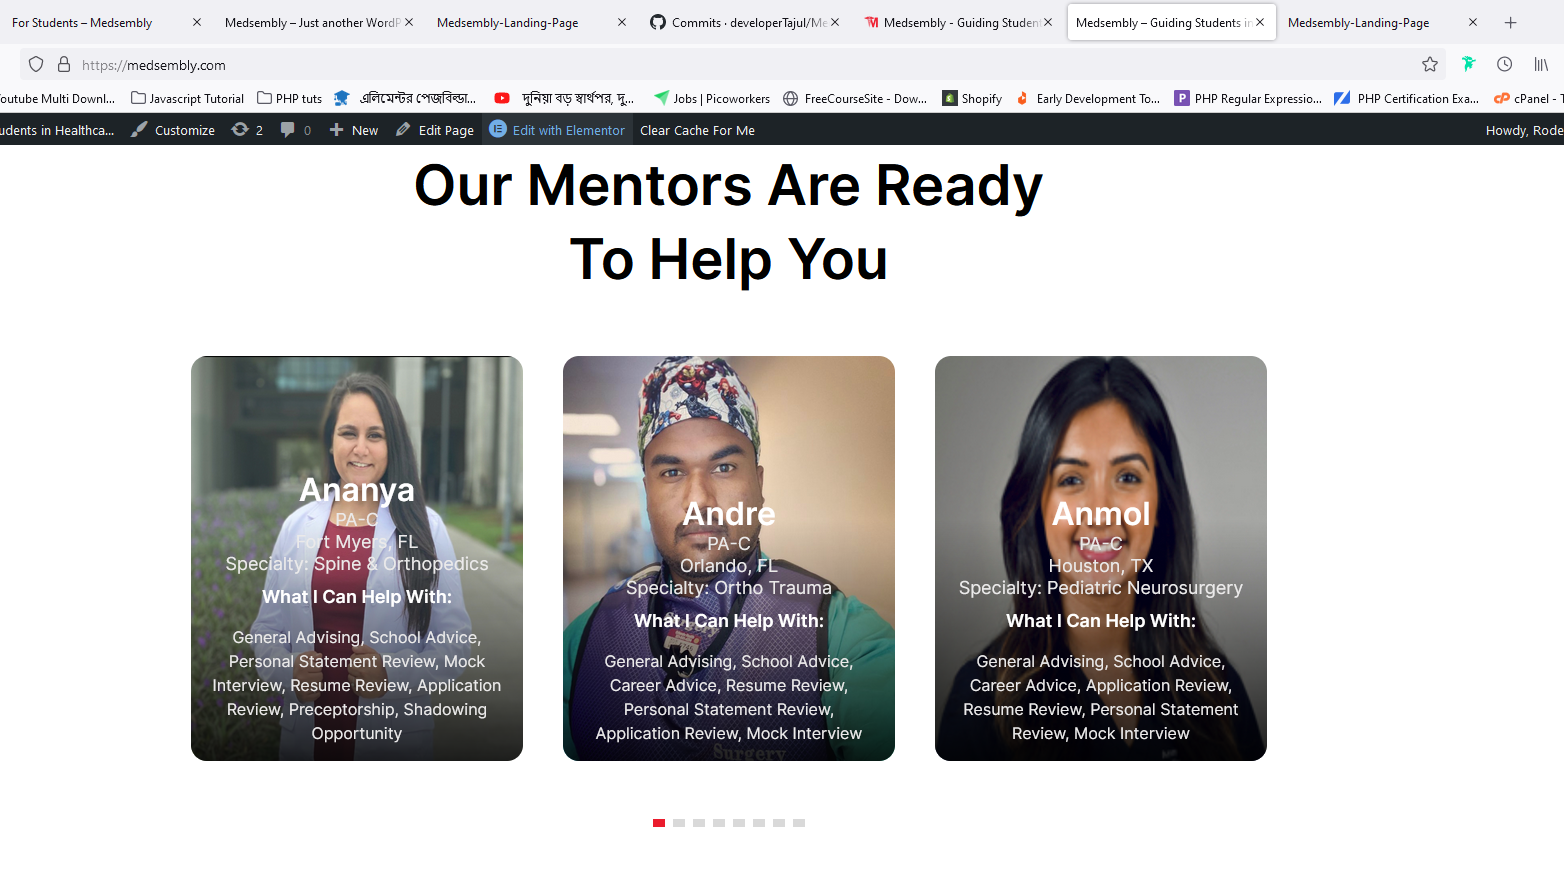 For Students – Medsembly
Medsembly – Just another WordP
Medsembly-Landing-Page
Commits · developerTajul/Me
Medsembly - Guiding Student
Medsembly – Guiding Students in
Medsembly-Landing-Page
https://medsembly.com
outube Multi Downl...
Javascript Tutorial
PHP tuts
এলিমেন্টর পেজবিল্ডা...
দুনিয়া বড় স্বার্থপর, দু...
Jobs | Picoworkers
FreeCourseSite - Dow...
Shopify
Early Development To...
PHP Regular Expressio...
PHP Certification Exa...
cPanel - T
udents in Healthca...
Customize
2
0
New
Edit Page
Edit with Elementor
Clear Cache For Me
Howdy, Rode
Our Mentors Are Ready
To Help You
Ananya
PA-C
Fort Myers, FL
Specialty: Spine & Orthopedics
What I Can Help With:
General Advising, School Advice,
Personal Statement Review, Mock
Interview, Resume Review, Application
Review, Preceptorship, Shadowing
Opportunity
Andre
PA-C
Orlando, FL
Specialty: Ortho Trauma
What I Can Help With:
General Advising, School Advice,
Career Advice, Resume Review,
Personal Statement Review,
Application Review, Mock Interview
Surgery
Anmol
PA-C
Houston, TX
Specialty: Pediatric Neurosurgery
What I Can Help With:
General Advising, School Advice,
Career Advice, Application Review,
Resume Review, Personal Statement
Review, Mock Interview